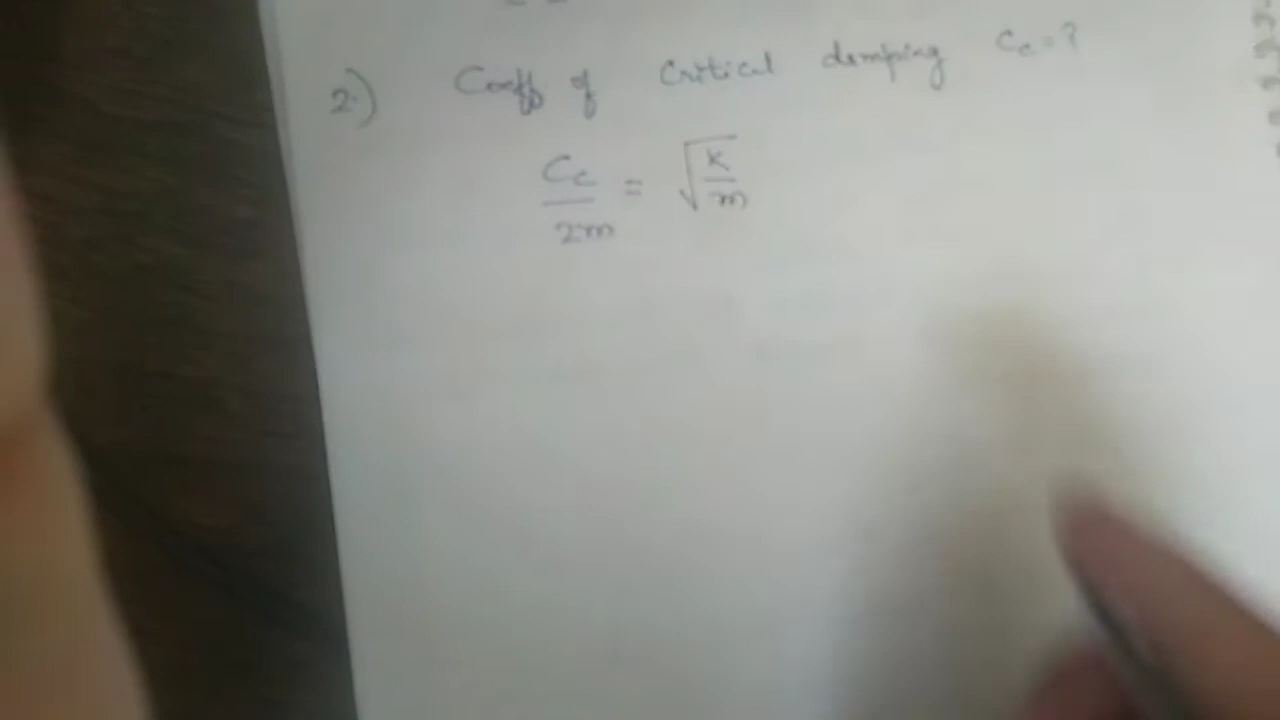 2.) Coeff of Critical damping Cc = ?
Cc/2m = √(K/m)